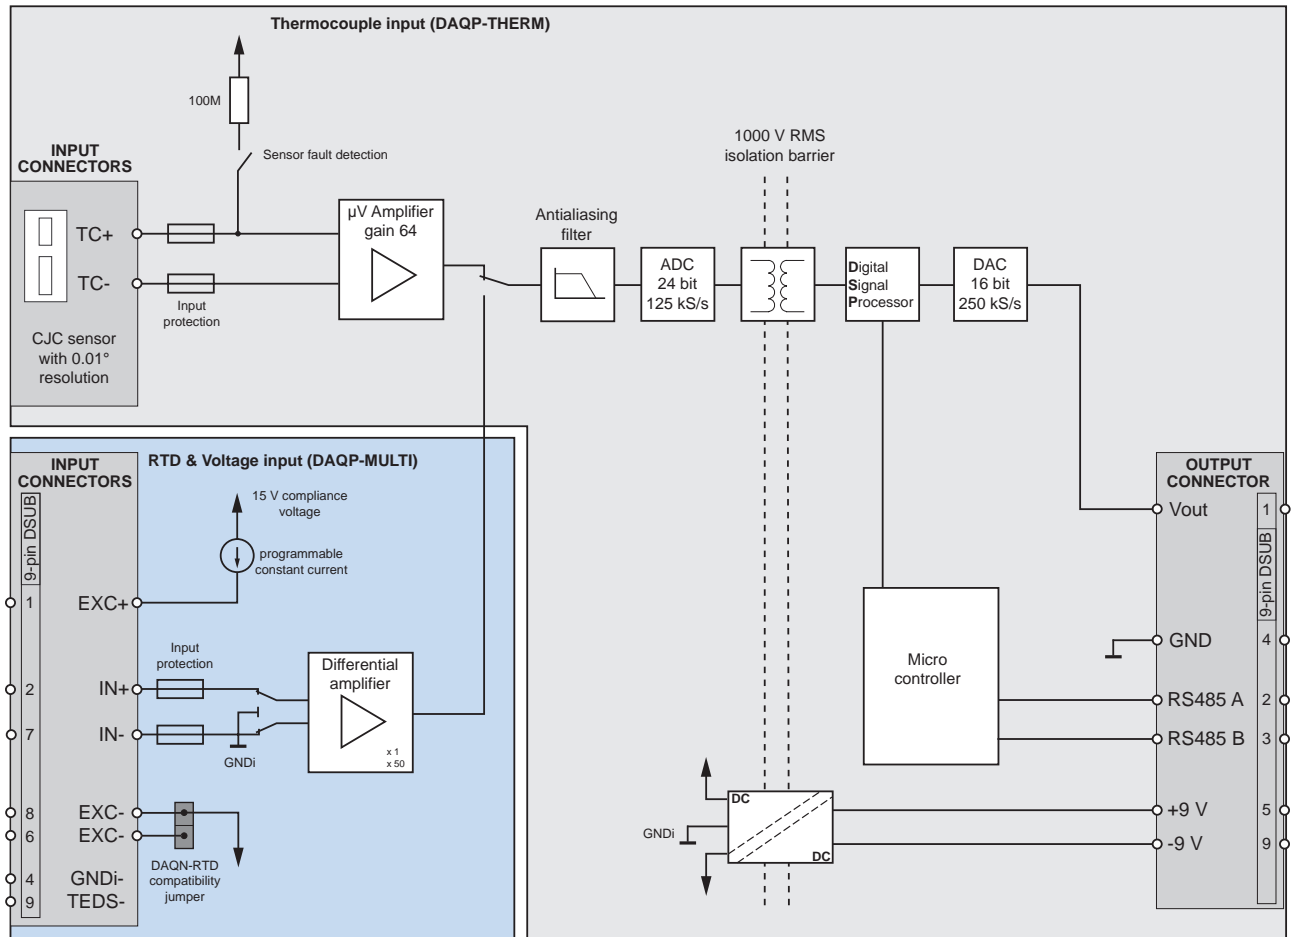 Thermocouple input (DAQP-THERM)
100M
Sensor fault detection
INPUT
CONNECTORS
TC+
TC-
CJC sensor
with 0.01°
resolution
Input
protection
µV Amplifier
gain 64
Antialiasing
filter
ADC
24 bit
125 kS/s
1000 V RMS
isolation barrier
Digital
Signal
Processor
DAC
16 bit
250 kS/s
RTD & Voltage input (DAQP-MULTI)
INPUT
CONNECTORS
9-pin DSUB
15 V compliance
voltage
programmable
constant current
1 EXC+
2 IN+
7 IN-
8 EXC-
6 EXC-
4 GNDi-
9 TEDS-
Input
protection
GNDi
Differential
amplifier
x 1
x 50
DAQN-RTD
compatibility
jumper
Micro
controller
GNDi
DC
DC
OUTPUT
CONNECTOR
9-pin DSUB
Vout 1
GND 4
RS485 A 2
RS485 B 3
+9 V 5
-9 V 9